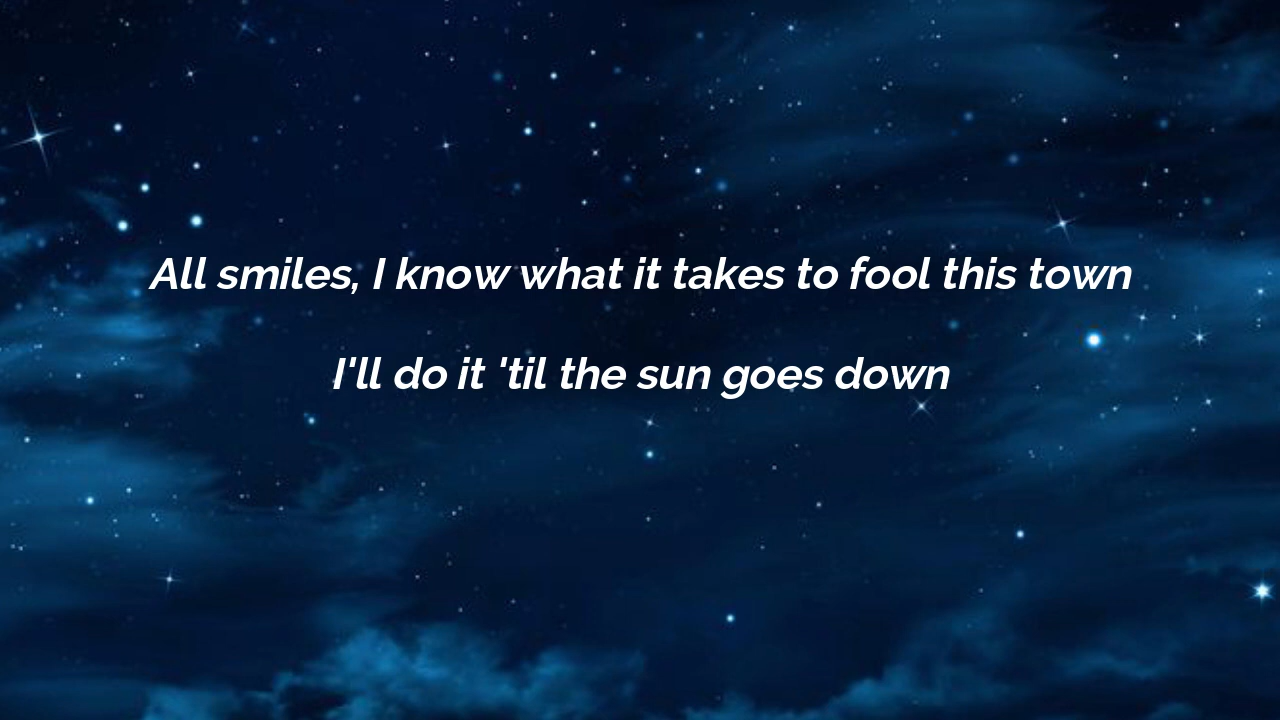 All smiles, I know what it takes to fool this town
I'll do it 'til the sun goes down